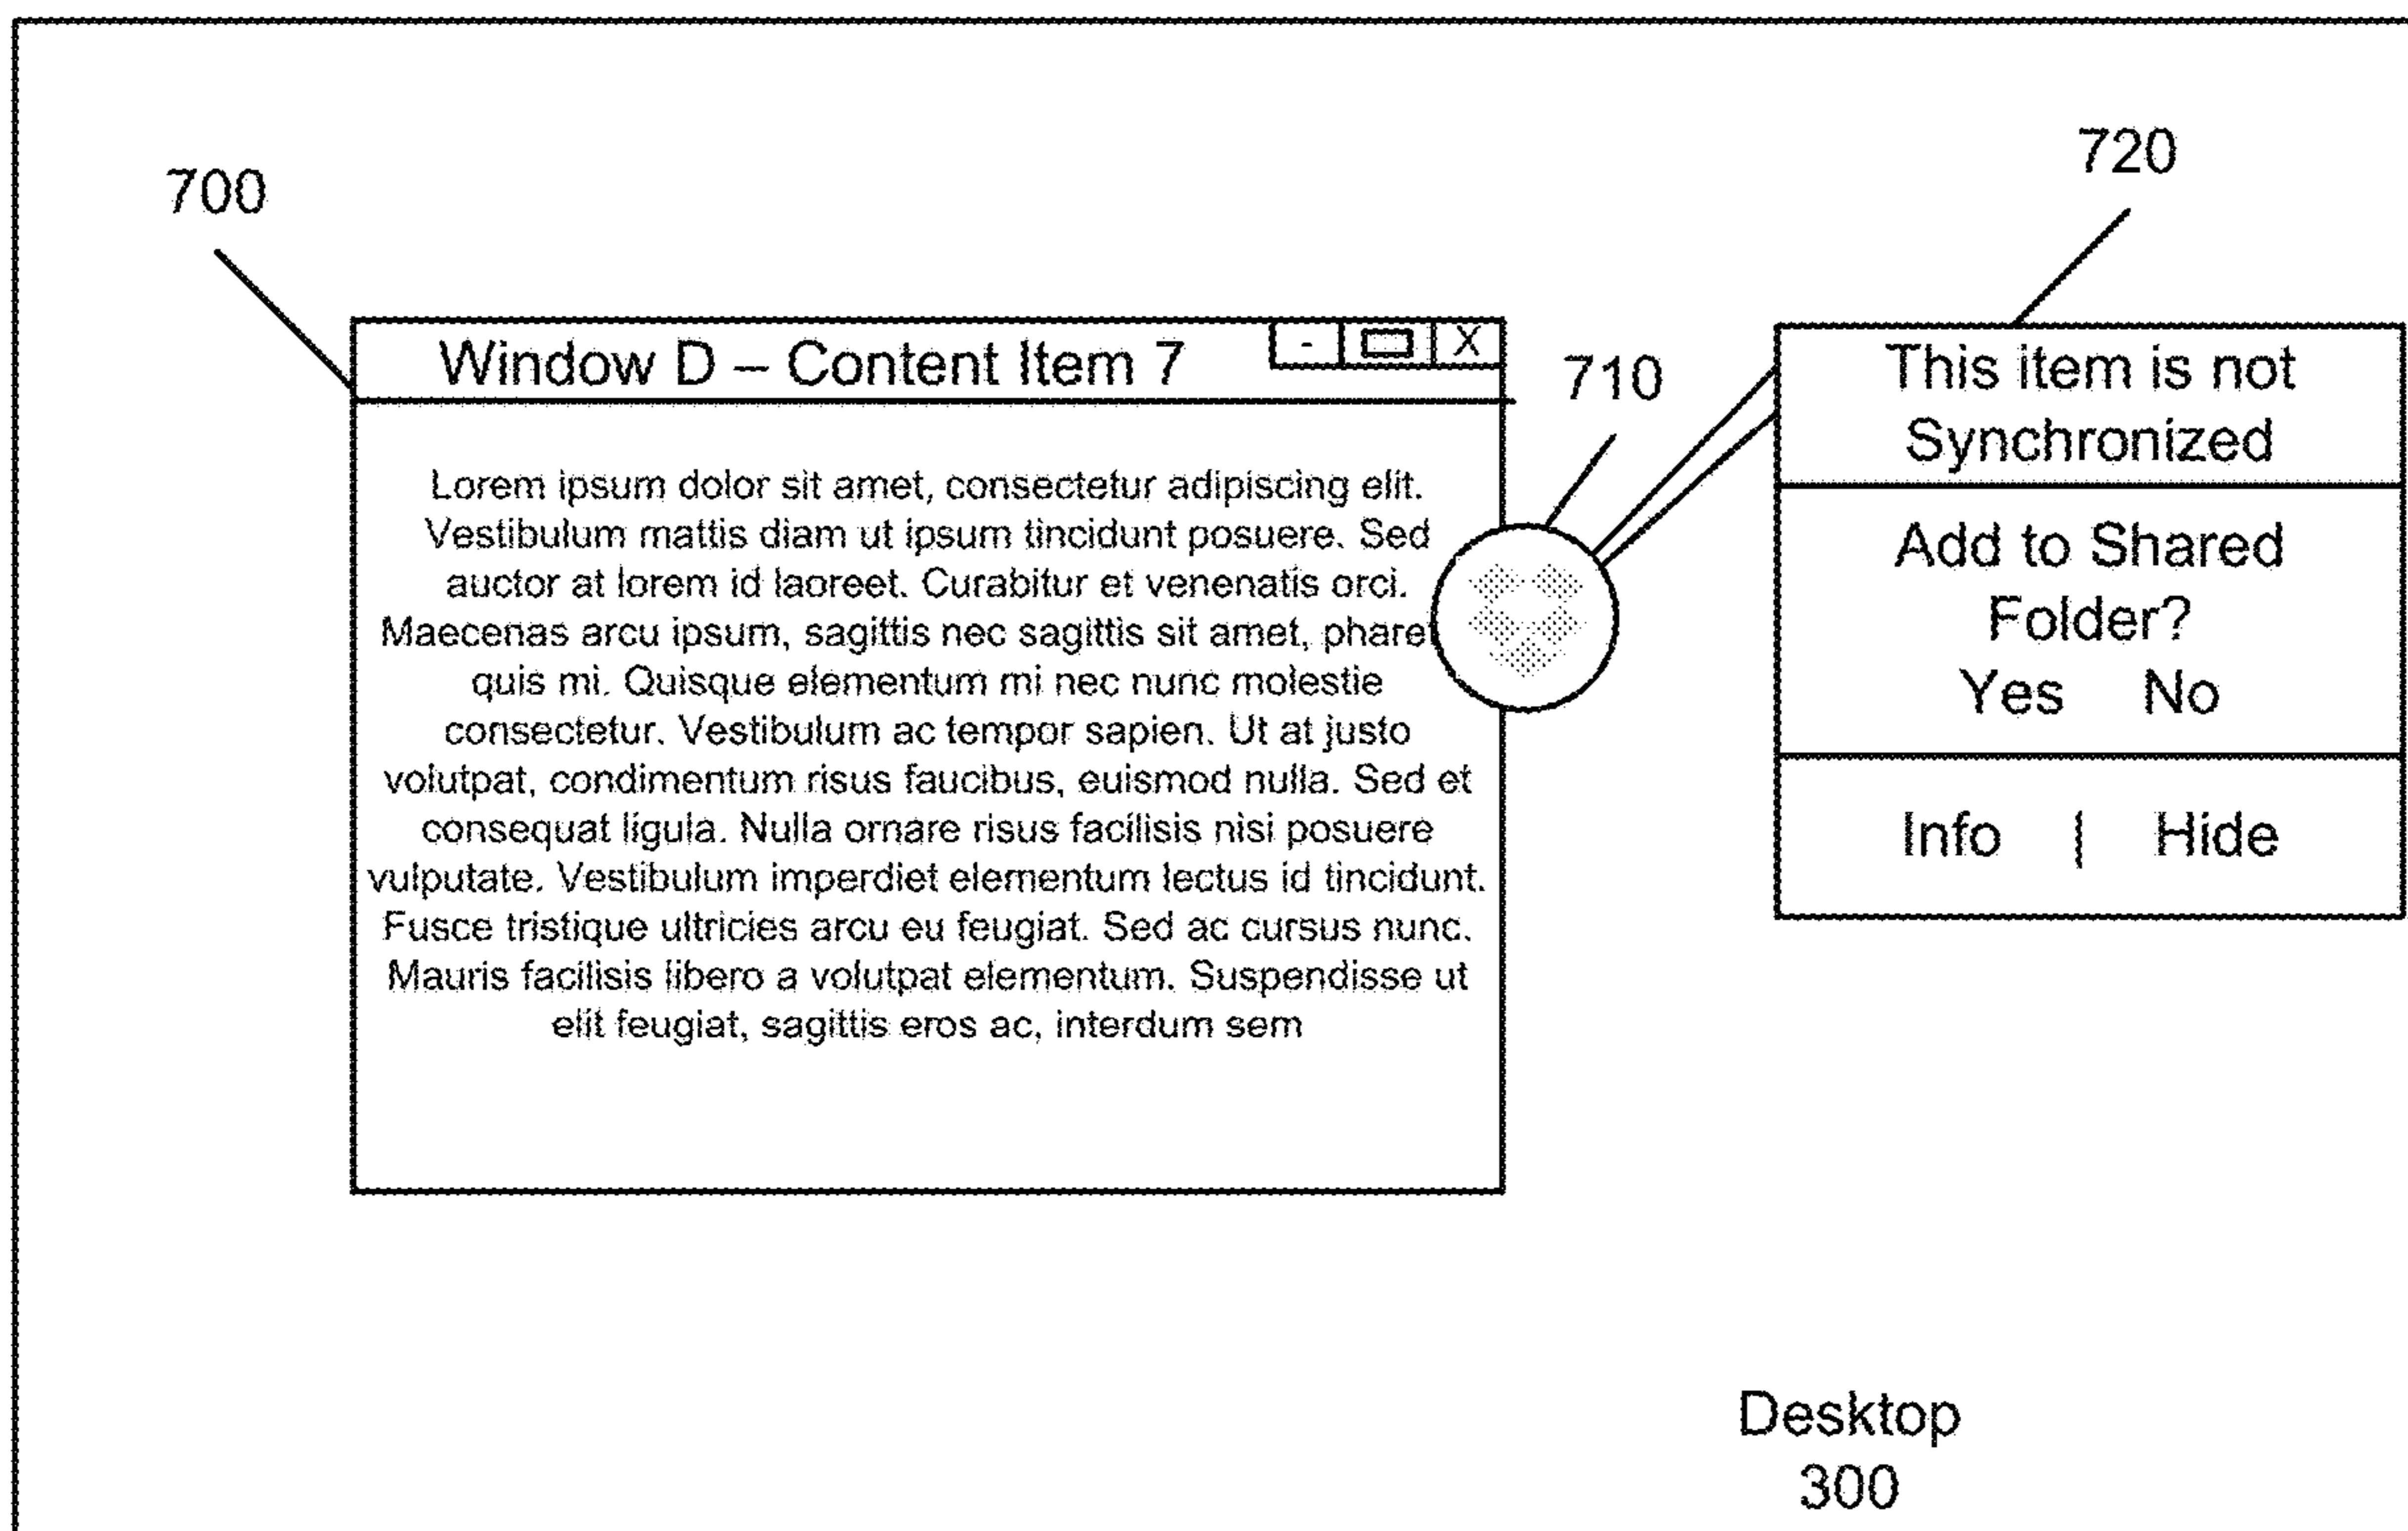 700
720
Window D – Content Item 7
- X
710
This item is not
Synchronized
Lorem ipsum dolor sit amet, consectetur adipiscing elit.
Vestibulum mattis diam ut ipsum tincidunt posuere. Sed
auctor at lorem id laoreet. Curabitur et venenatis orci.
Maecenas arcu ipsum, sagittis nec sagittis sit amet, phare
quis mi. Quisque elementum mi nec nunc molestie
consectetur. Vestibulum ac tempor sapien. Ut at justo
volutpat, condimentum risus faucibus, euismod nulla. Sed et
consequat ligula. Nulla ornare risus facilisis nisi posuere
vulputate. Vestibulum imperdiet elementum lectus id tincidunt.
Fusce tristique ultricies arcu eu feugiat. Sed ac cursus nunc.
Mauris facilisis libero a volutpat elementum. Suspendisse ut
elit feugiat, sagittis eros ac, interdum sem
Add to Shared
Folder?
Yes No
Info | Hide
Desktop
300